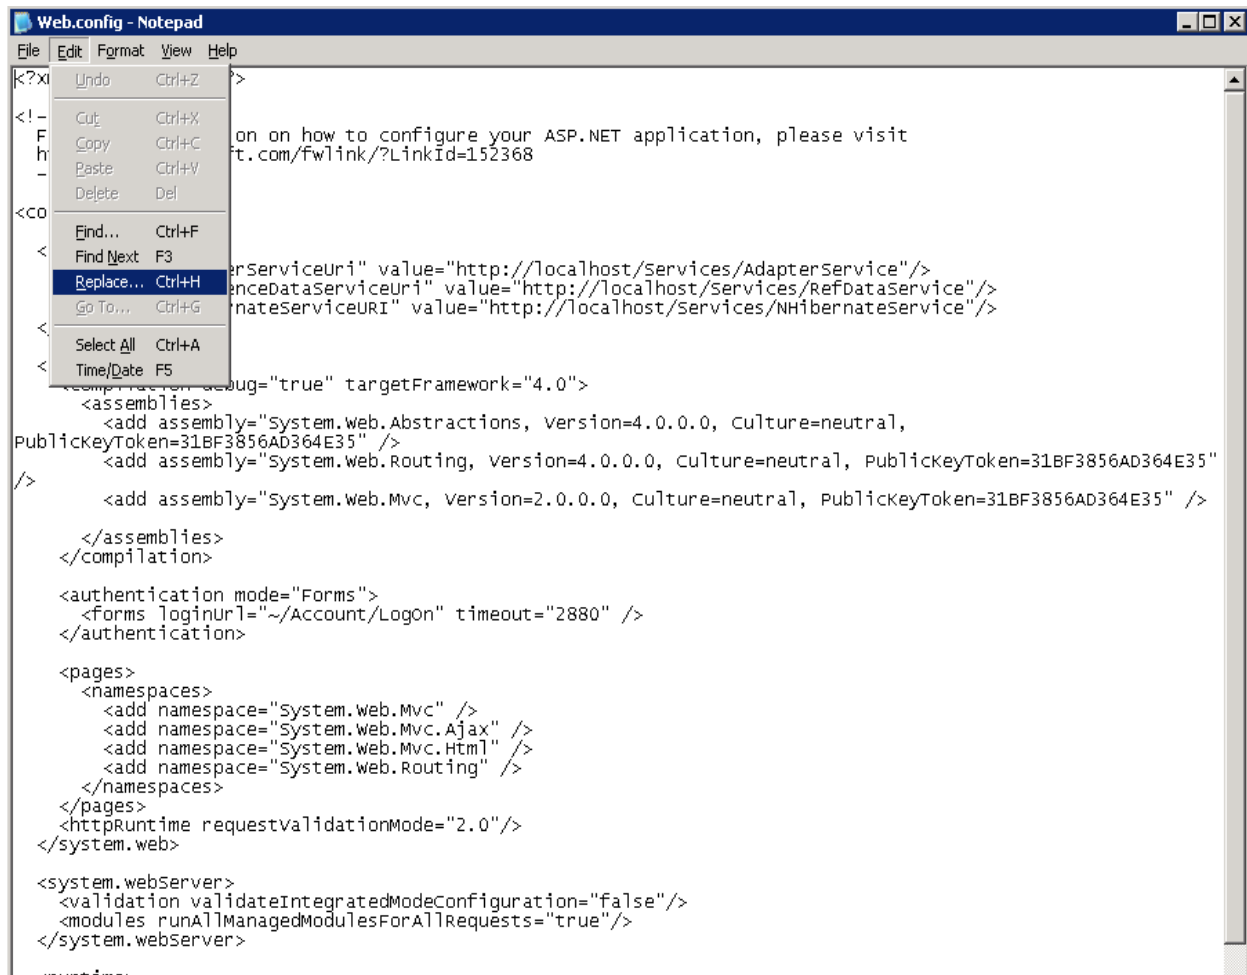 Web.config - Notepad
File Edit Format View Help
Undo Ctrl+Z
Cut Ctrl+X
Copy Ctrl+C
Paste Ctrl+V
Delete Del
Find... Ctrl+F
Find Next F3
Replace... Ctrl+H
Go To... Ctrl+G
Select All Ctrl+A
Time/Date F5
<?x ?>
<!-
F on on how to configure your ASP.NET application, please visit
h ft.com/fwlink/?LinkId=152368
-
<co
<
erServiceUri" value="http://localhost/Services/AdapterService"/>
enceDataServiceUri" value="http://localhost/Services/RefDataService"/>
nateServiceURI" value="http://localhost/Services/NHibernateService"/>
</
<
<compilation debug="true" targetFramework="4.0">
<assemblies>
<add assembly="System.Web.Abstractions, Version=4.0.0.0, Culture=neutral,
PublicKeyToken=31BF3856AD364E35" />
<add assembly="System.Web.Routing, Version=4.0.0.0, Culture=neutral, PublicKeyToken=31BF3856AD364E35"
/>
<add assembly="System.Web.Mvc, Version=2.0.0.0, Culture=neutral, PublicKeyToken=31BF3856AD364E35" />
</assemblies>
</compilation>
<authentication mode="Forms">
<forms loginUrl="~/Account/LogOn" timeout="2880" />
</authentication>
<pages>
<namespaces>
<add namespace="System.Web.Mvc" />
<add namespace="System.Web.Mvc.Ajax" />
<add namespace="System.Web.Mvc.Html" />
<add namespace="System.Web.Routing" />
</namespaces>
</pages>
<httpRuntime requestValidationMode="2.0"/>
</system.web>
<system.webServer>
<validation validateIntegratedModeConfiguration="false"/>
<modules runAllManagedModulesForAllRequests="true"/>
</system.webServer>